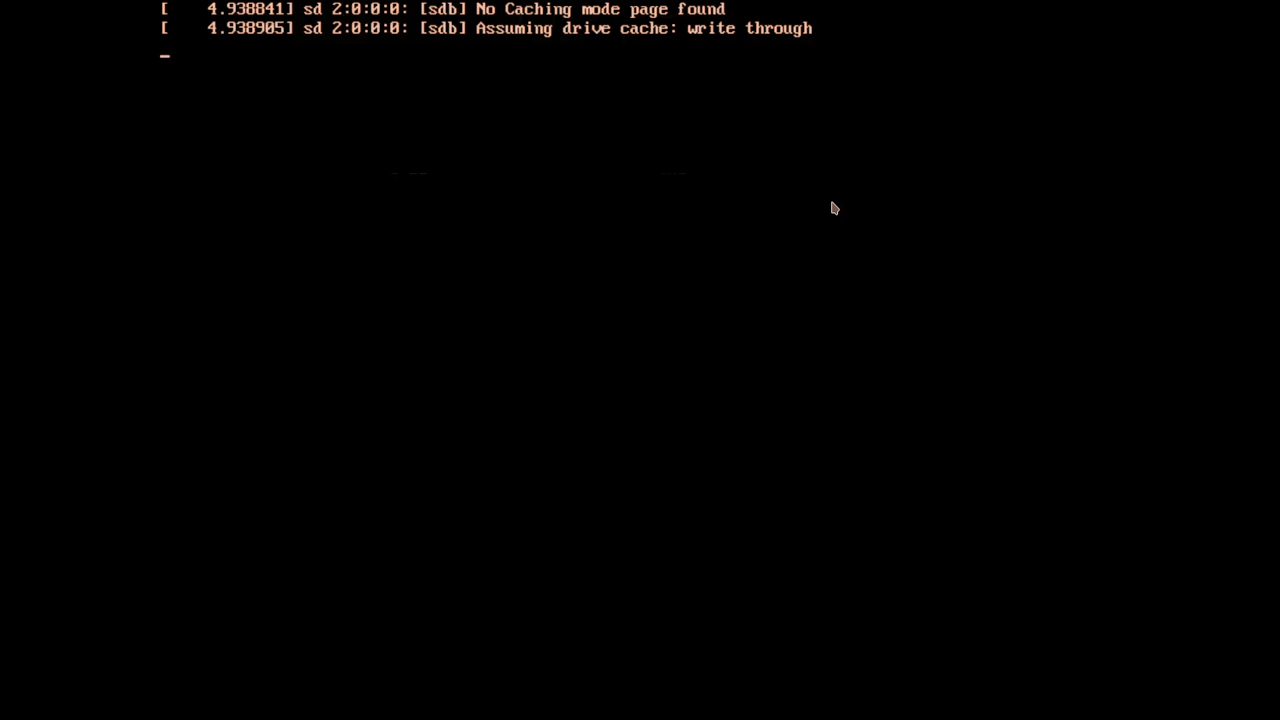 [    4.938841] sd 2:0:0:0: [sdb] No Caching mode page found
[    4.938905] sd 2:0:0:0: [sdb] Assuming drive cache: write through